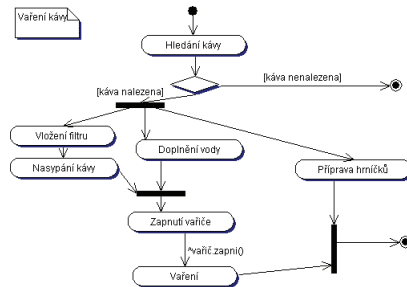 Vaření kávy
Hledání kávy
[káva nenalezena]
[káva nalezena]
Vložení filtru
Doplnění vody
Nasypání kávy
Příprava hrníčků
Zapnutí vařiče
^vařič.zapni()
Vaření